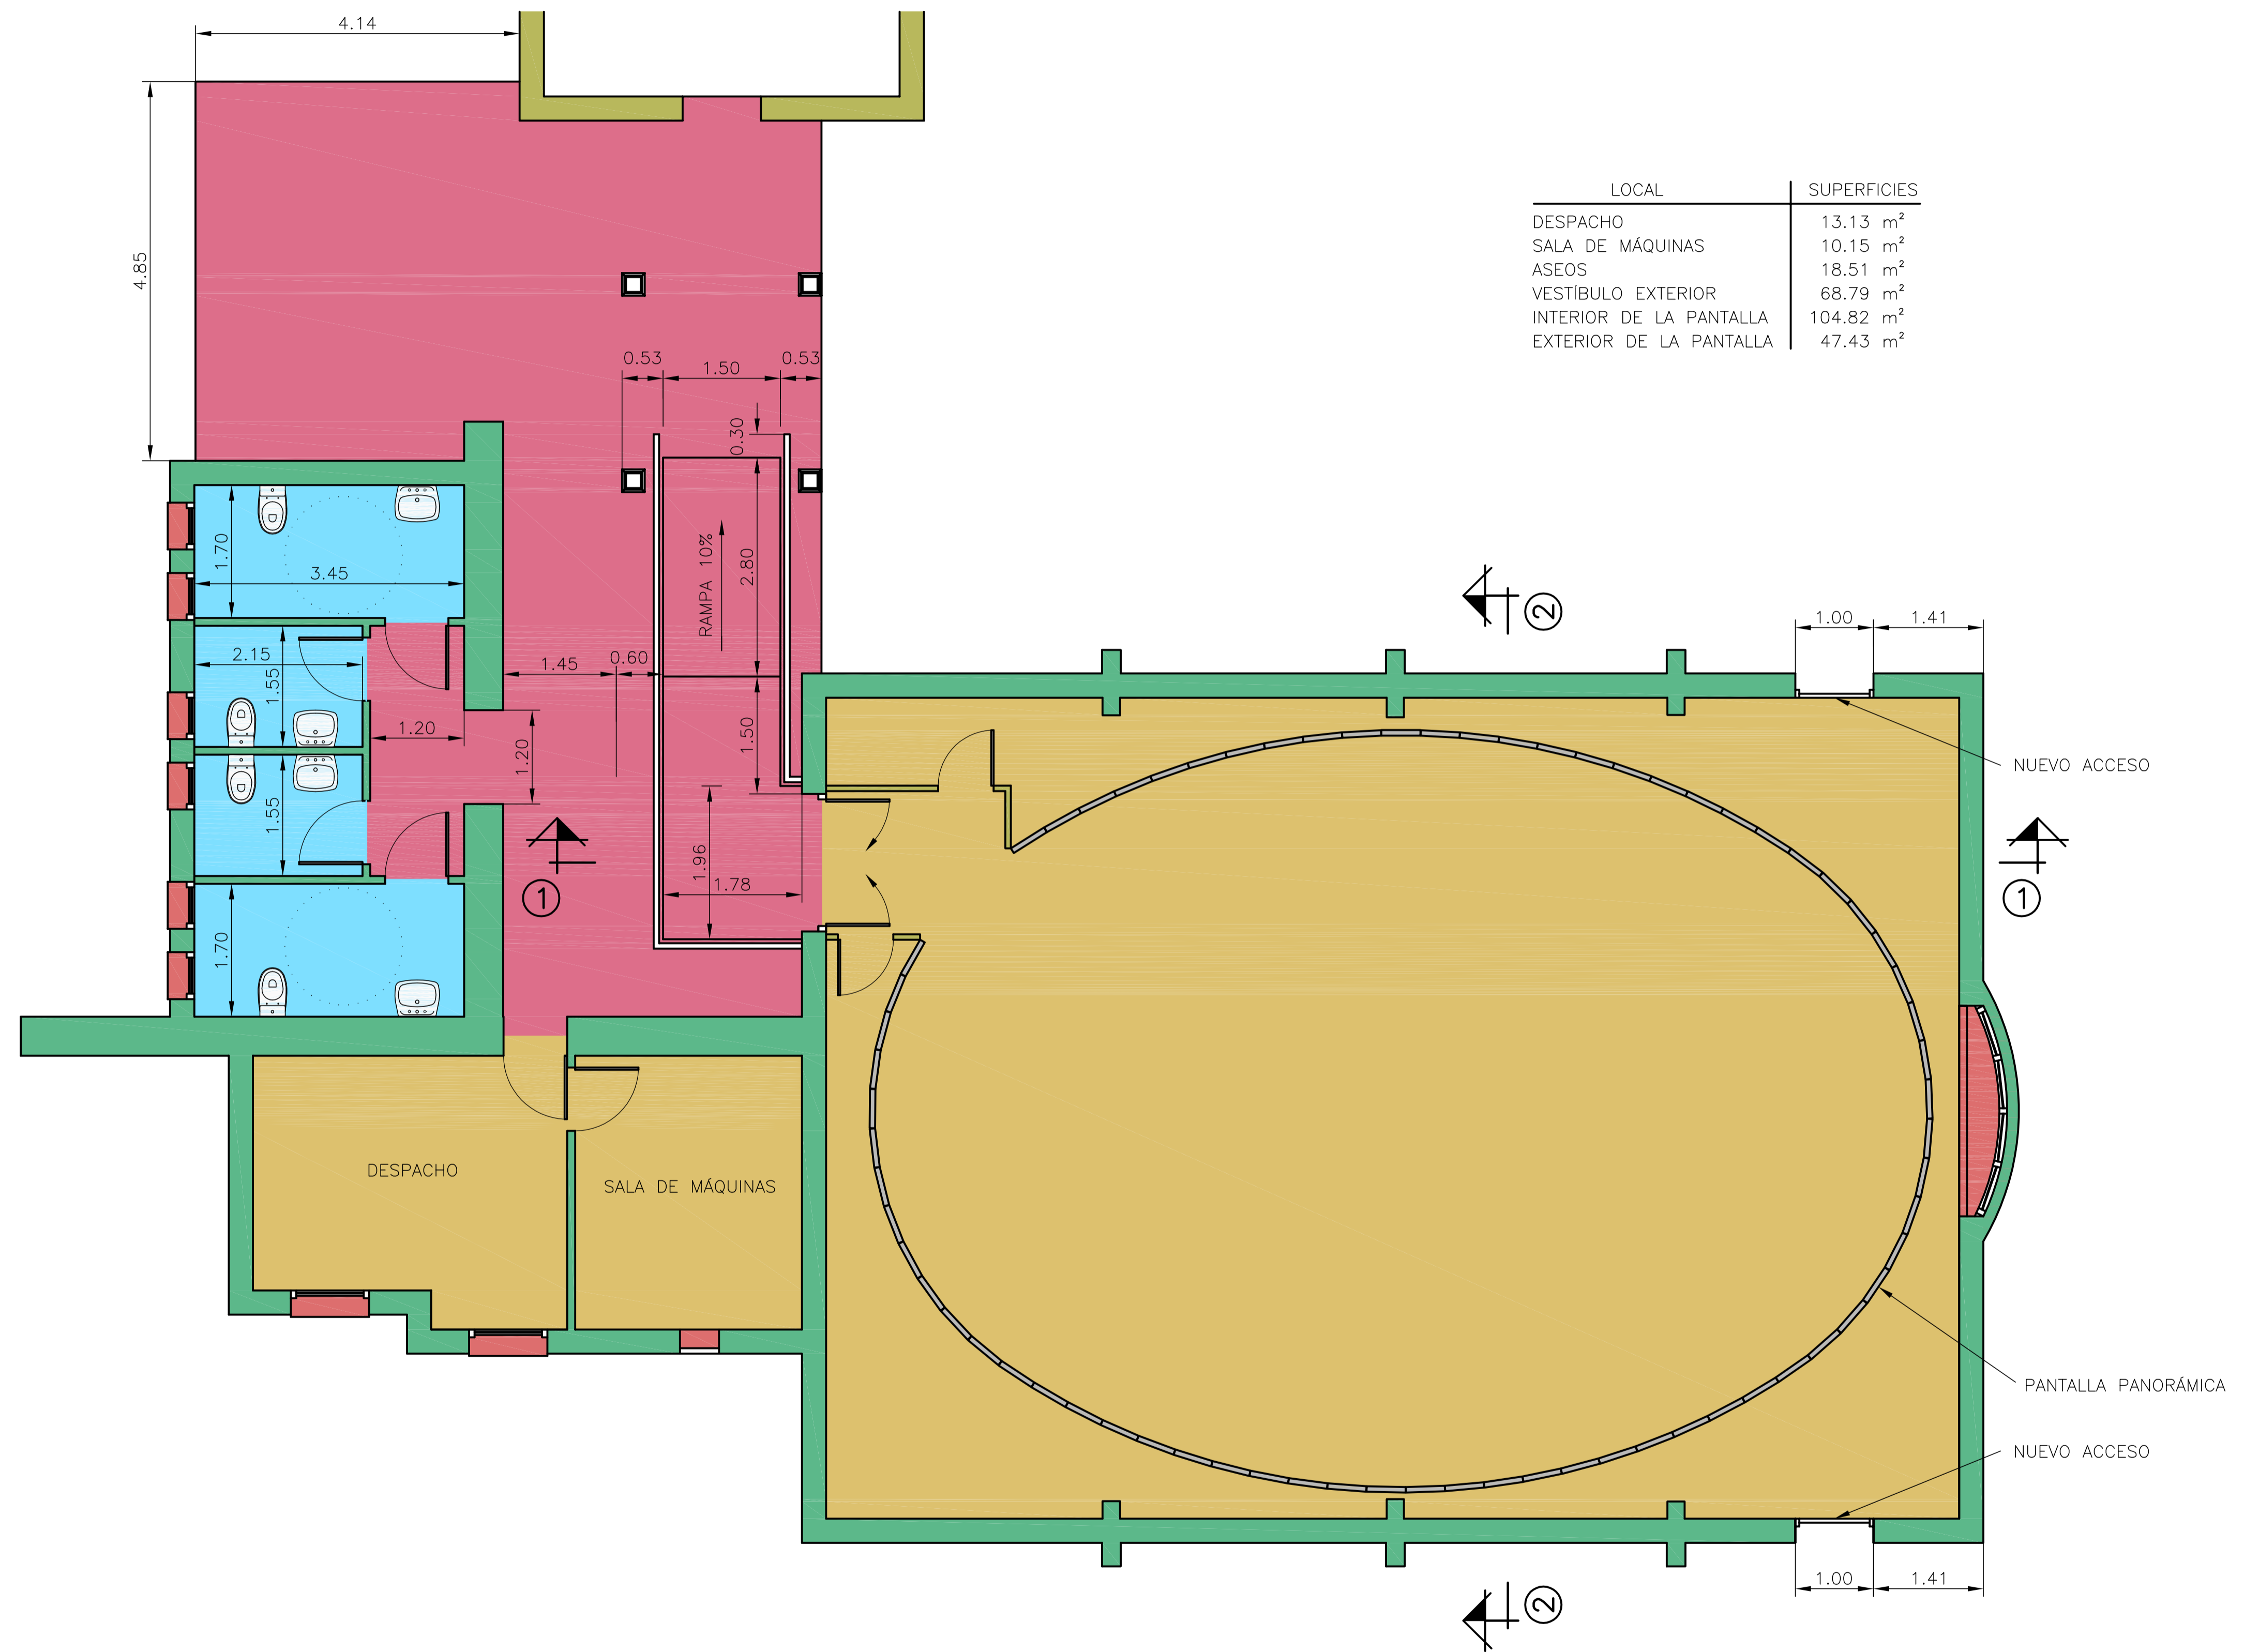 4.14
4.85
LOCAL SUPERFICIES
DESPACHO 13.13 m²
SALA DE MÁQUINAS 10.15 m²
ASEOS 18.51 m²
VESTÍBULO EXTERIOR 68.79 m²
INTERIOR DE LA PANTALLA 104.82 m²
EXTERIOR DE LA PANTALLA 47.43 m²
0.53 1.50 0.53
0.30
RAMPA 10%
2.80
1.70
3.45
2.15
1.55
1.45 0.60
1.20
1.20
1.50
1.55
1.96
1.78
1.70
1
2
1.00 1.41
NUEVO ACCESO
1
DESPACHO
SALA DE MÁQUINAS
PANTALLA PANORÁMICA
NUEVO ACCESO
1.00 1.41
2